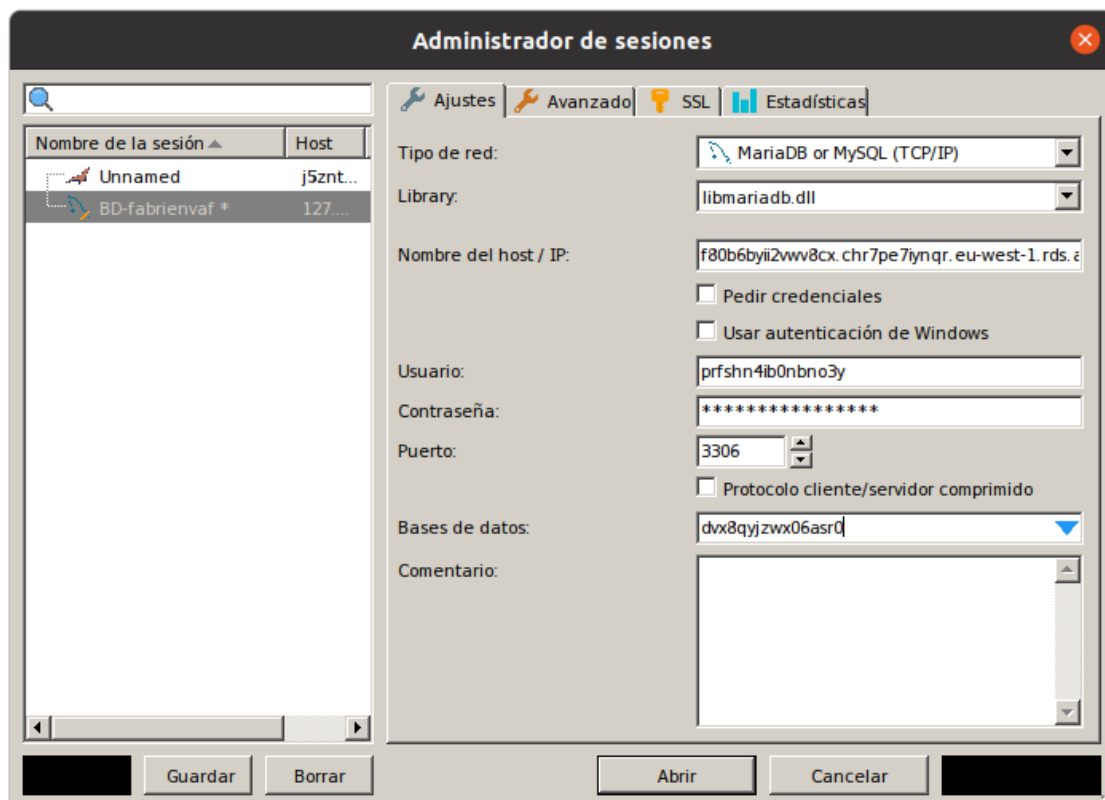 Administrador de sesiones
Ajustes
Avanzado
SSL
Estadísticas
Nombre de la sesión
Host
Unnamed
j5znt...
BD-fabrienvaf *
127....
Tipo de red:
MariaDB or MySQL (TCP/IP)
Library:
libmariadb.dll
Nombre del host / IP:
f80b6byii2vwv8cx.chr7pe7iynqr.eu-west-1.rds.a
Pedir credenciales
Usar autenticación de Windows
Usuario:
prfshn4ib0nbno3y
Contraseña:
****************
Puerto:
3306
Protocolo cliente/servidor comprimido
Bases de datos:
dvx8qyjzwx06asr0
Comentario:
Guardar
Borrar
Abrir
Cancelar